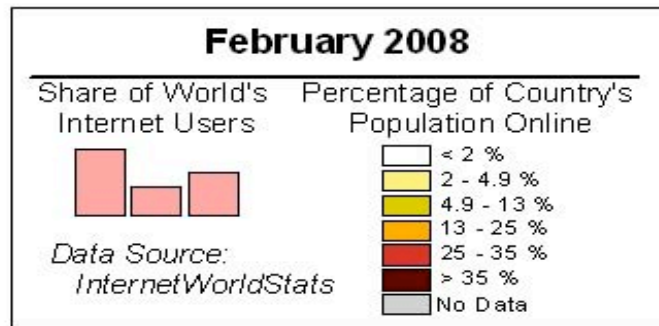 February 2008
Share of World's
Internet Users
Data Source:
InternetWorldStats
Percentage of Country's
Population Online
< 2 %
2 - 4.9 %
4.9 - 13 %
13 - 25 %
25 - 35 %
> 35 %
No Data